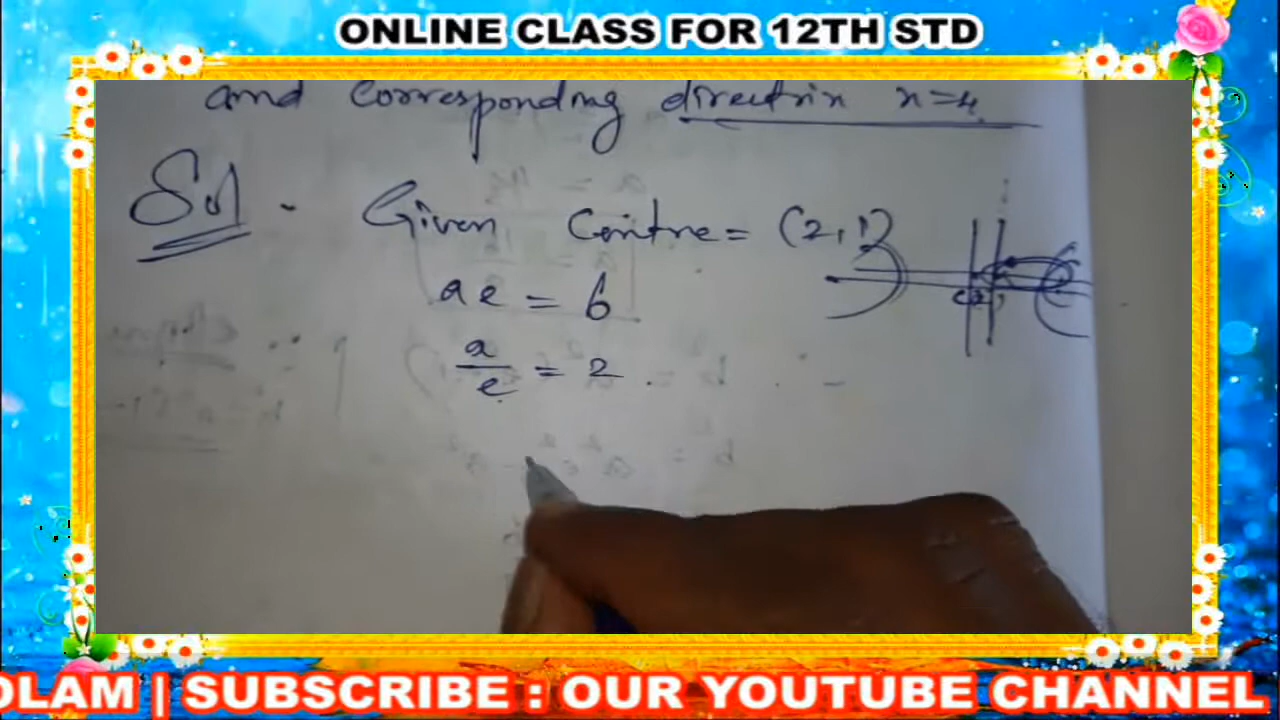 ONLINE CLASS FOR 12TH STD
and corresponding directrix x=4.
Sol. Given Centre = (2,1)
ae = 6
a/e = 2.
OLAM | SUBSCRIBE : OUR YOUTUBE CHANNEL